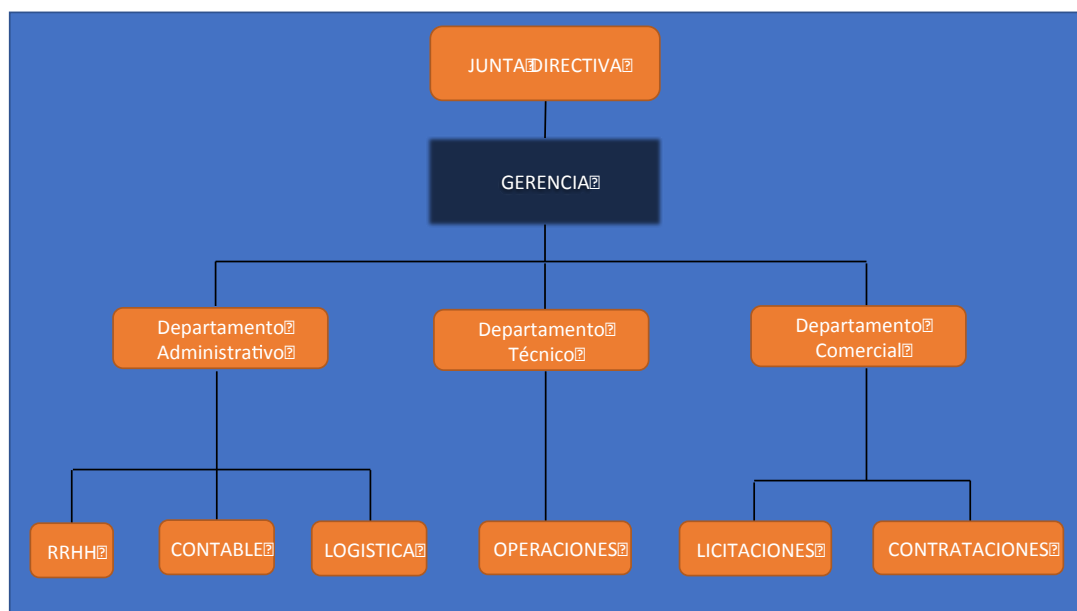 JUNTA DIRECTIVA
GERENCIA
Departamento
Administrativo
Departamento
Técnico
Departamento
Comercial
RRHH
CONTABLE
LOGISTICA
OPERACIONES
LICITACIONES
CONTRATACIONES